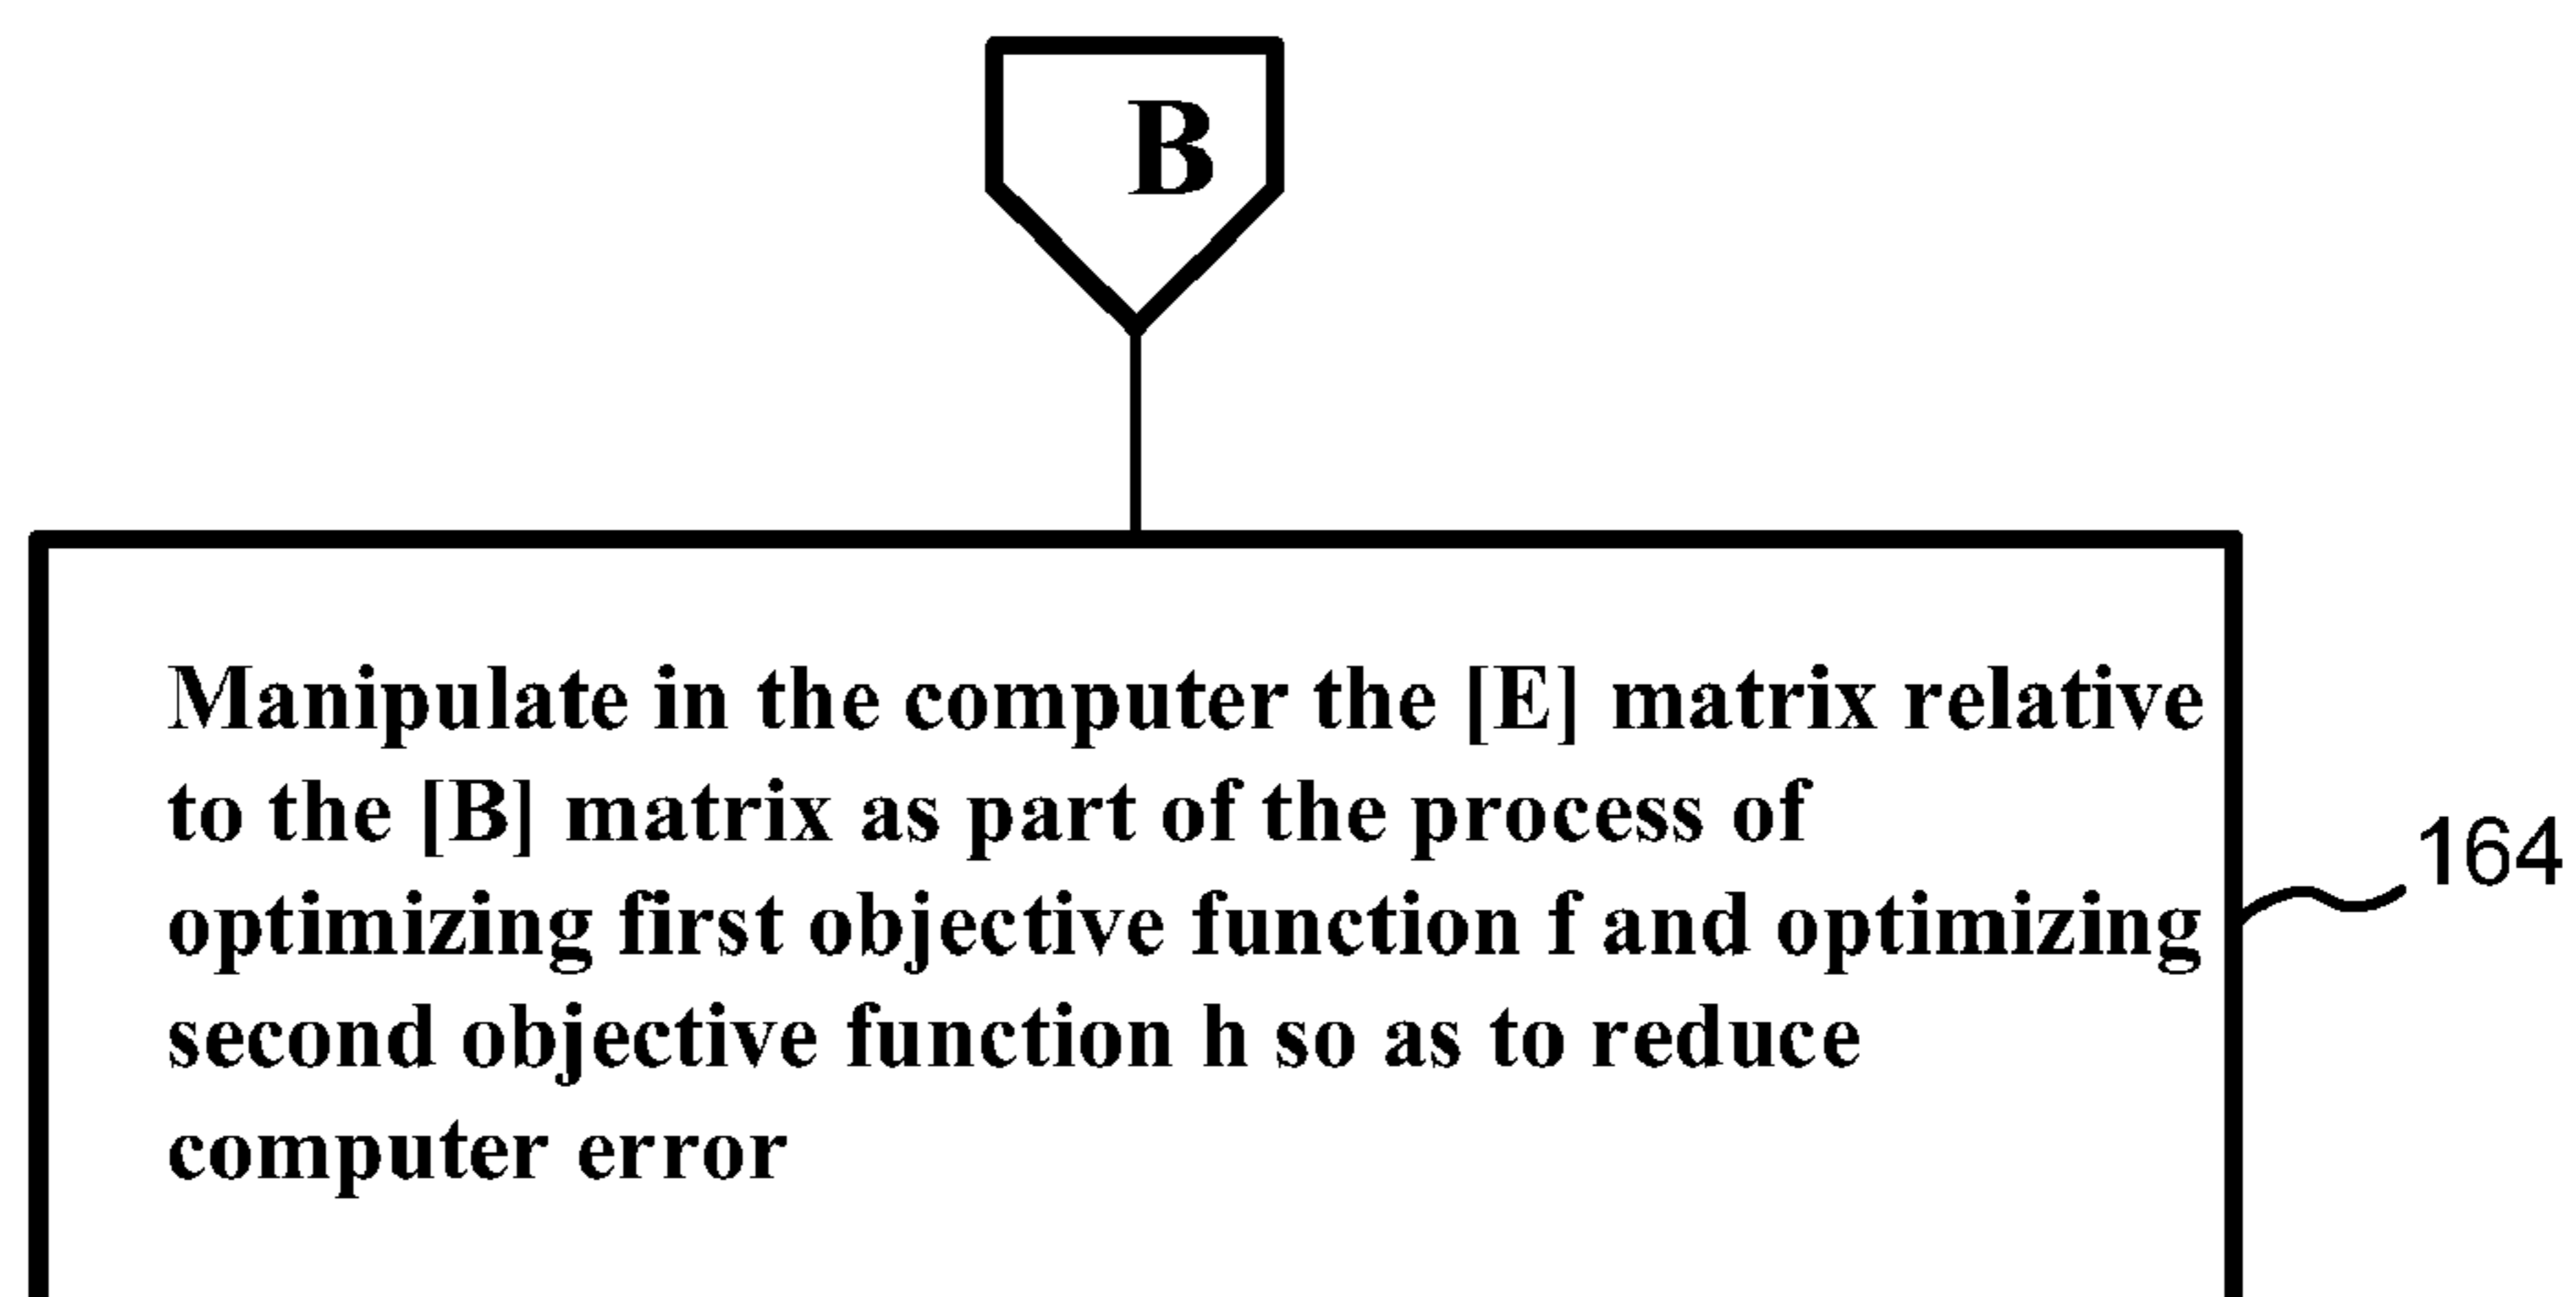 B
Manipulate in the computer the [E] matrix relative
to the [B] matrix as part of the process of
optimizing first objective function f and optimizing
second objective function h so as to reduce
computer error
164